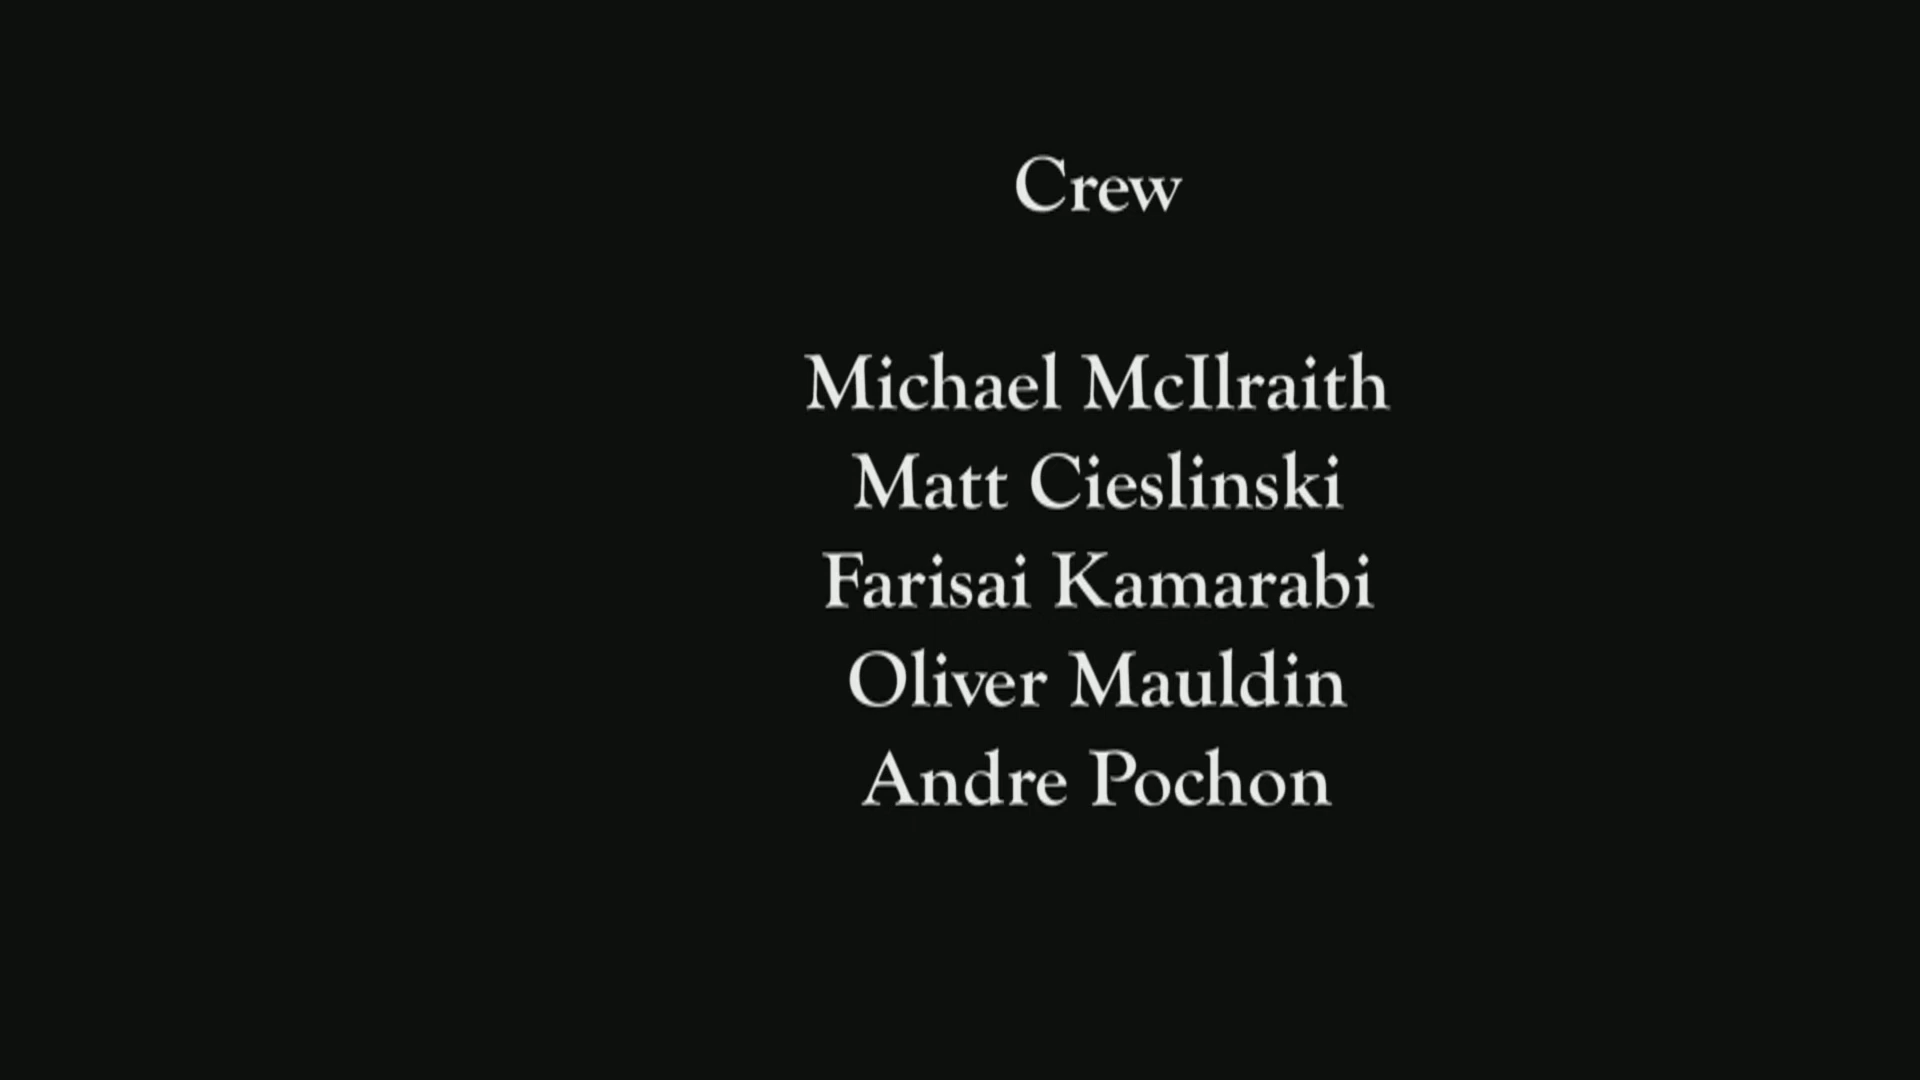 Crew
Michael McIlraith
Matt Cieslinski
Farisai Kamarabi
Oliver Mauldin
Andre Pochon